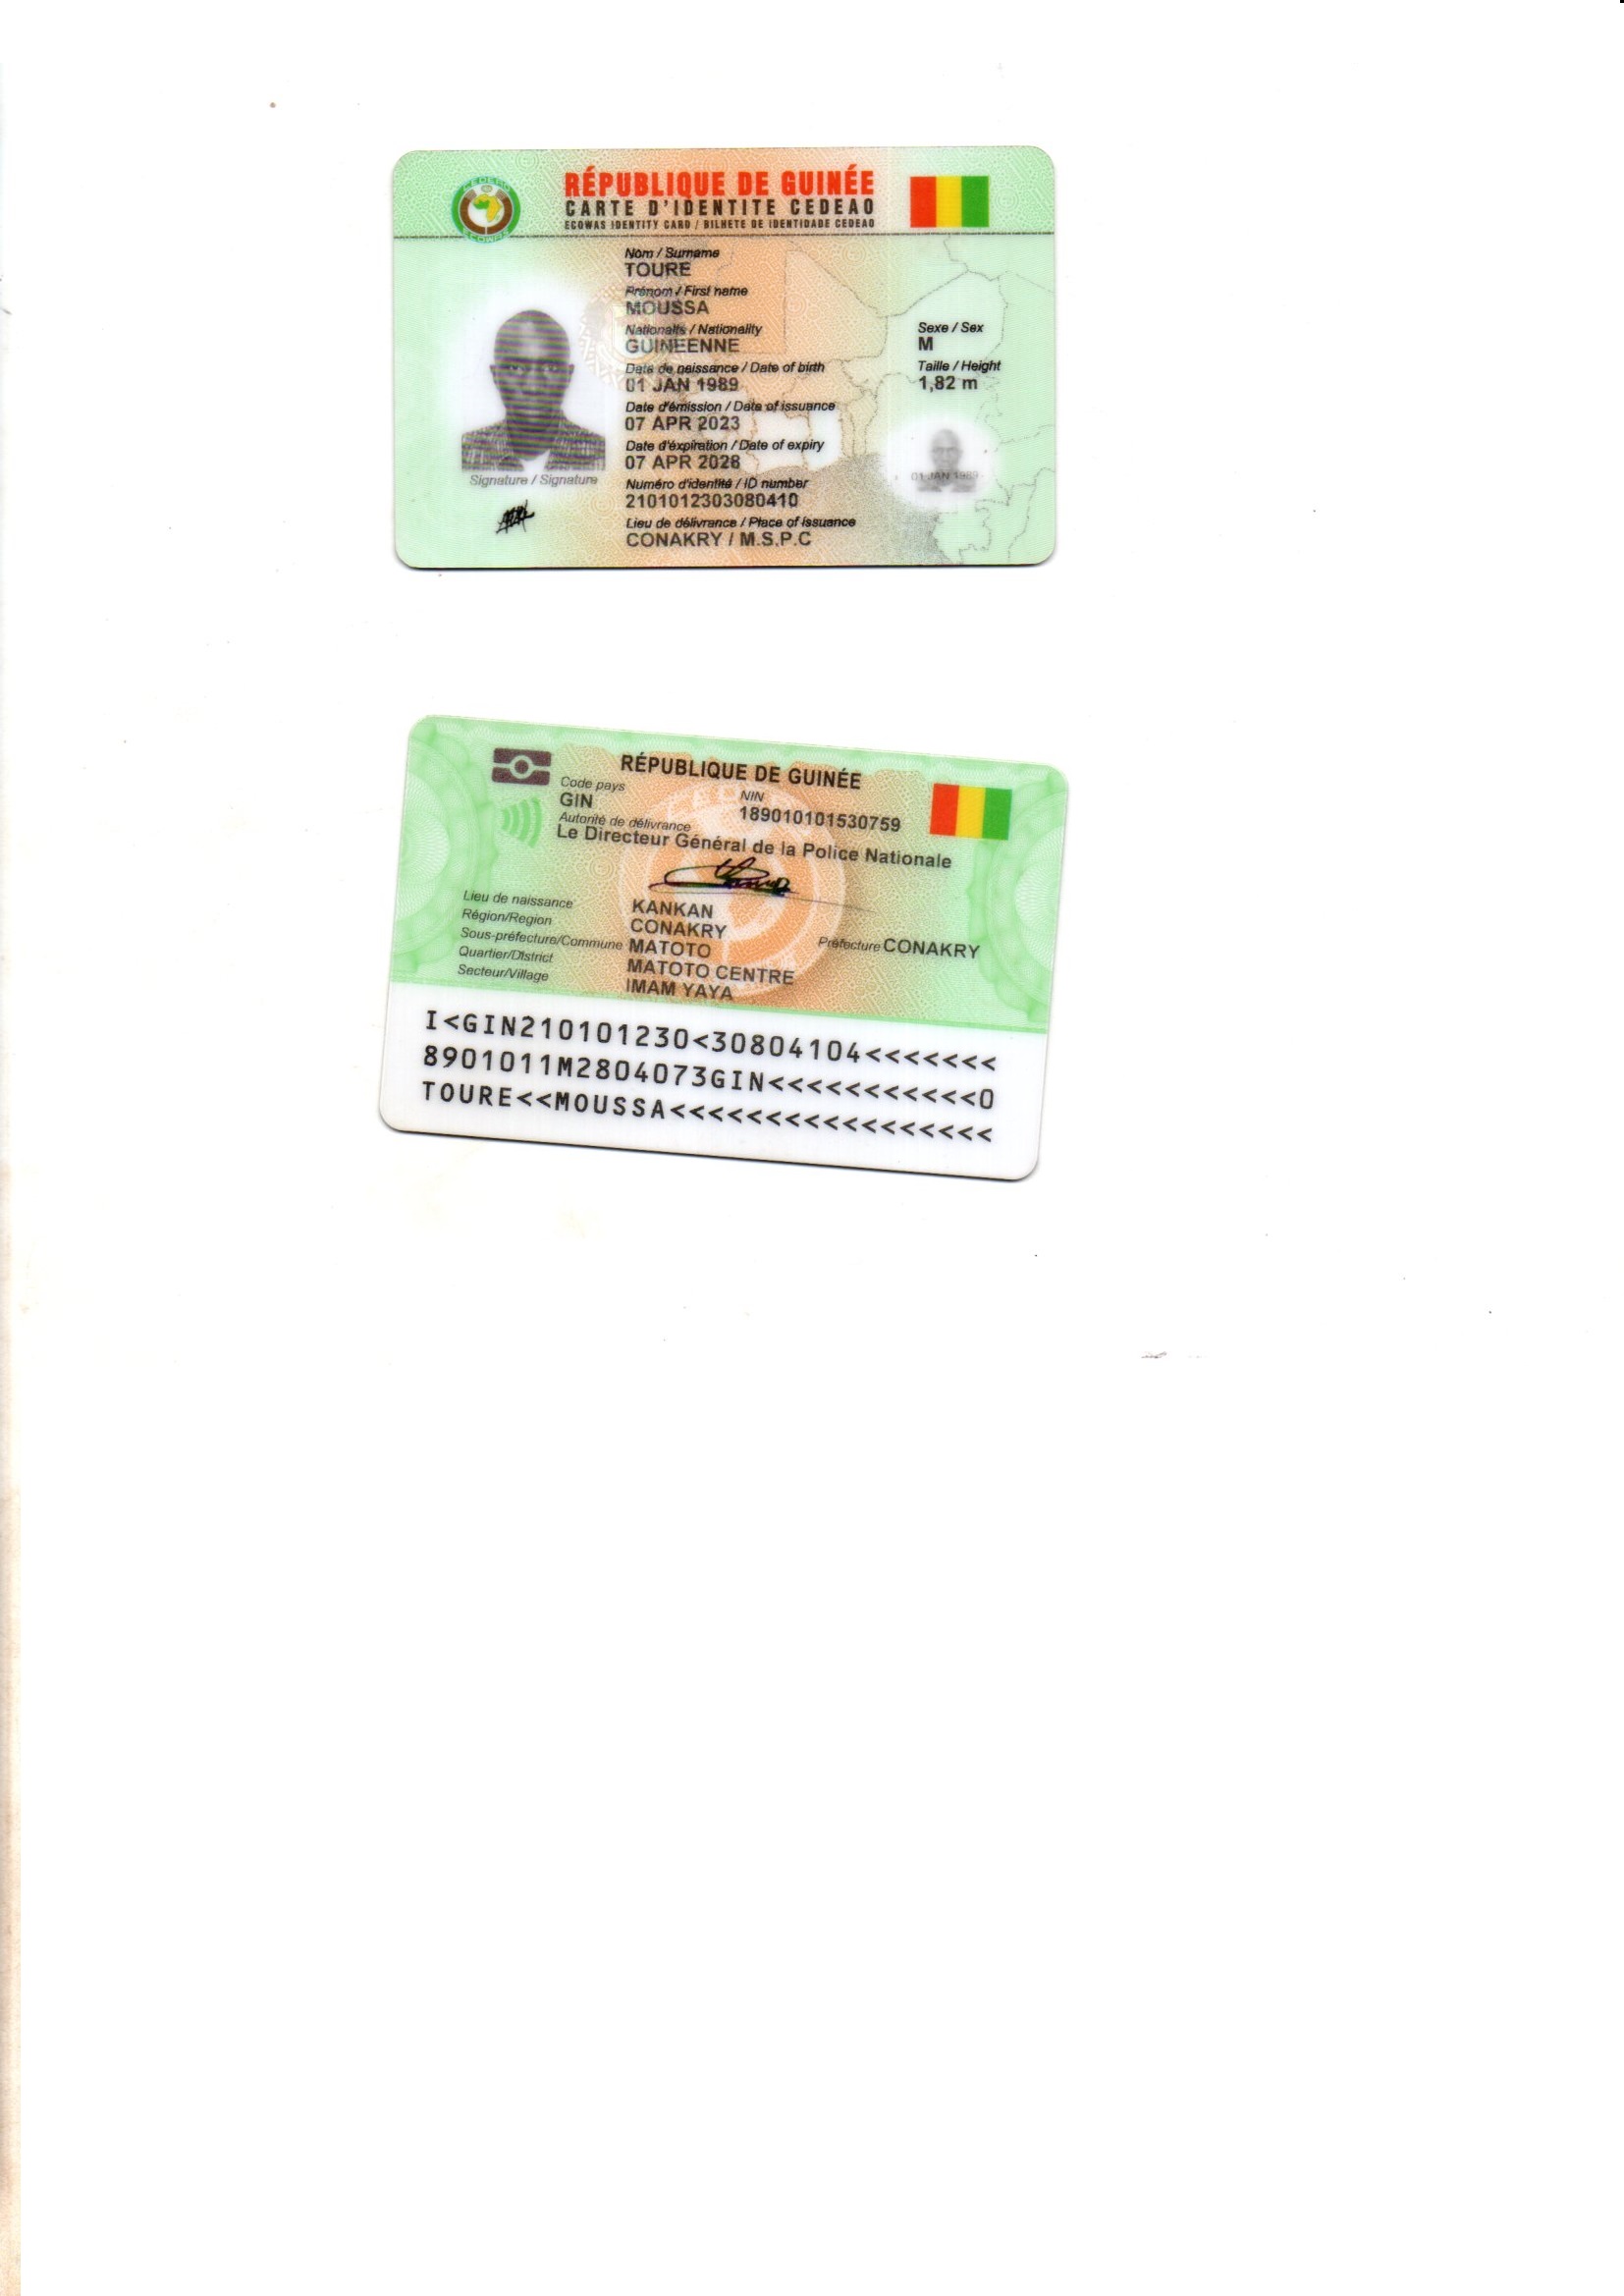 CEDEAO
ECOWAS
RÉPUBLIQUE DE GUINÉE
CARTE D'IDENTITE CEDEAO
ECOWAS IDENTITY CARD / BILHETE DE IDENTIDADE CEDEAO
Nom / Surname
TOURE
Prénom / First name
MOUSSA
Nationalité / Nationality
GUINEENNE
Sexe / Sex
M
Date de naissance / Date of birth
01 JAN 1989
Taille / Height
1,82 m
Date d'émission / Date of issuance
07 APR 2023
Date d'éxpiration / Date of expiry
07 APR 2028
01 JAN 1989
Signature / Signature
Numéro d'identité / ID number
2101012303080410
Lieu de délivrance / Place of issuance
CONAKRY / M.S.P.C
RÉPUBLIQUE DE GUINÉE
Code pays
GIN
NIN
189010101530759
Autorité de délivrance
Le Directeur Général de la Police Nationale
Lieu de naissance KANKAN
Région/Region CONAKRY
Sous-préfecture/Commune MATOTO Préfecture CONAKRY
Quartier/District MATOTO CENTRE
Secteur/Village IMAM YAYA
I<GIN210101230<30804104<<<<<<<
8901011M2804073GIN<<<<<<<<<<<0
TOURE<<MOUSSA<<<<<<<<<<<<<<<<<